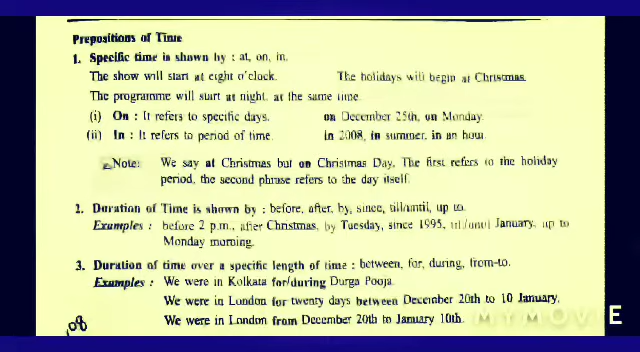 Prepositions of Time
1. Specific time is shown by : at, on, in.
The show will start at eight o'clock. The holidays will begin at Christmas.
The programme will start at night, at the same time.
(i) On : It refers to specific days. on December 25th, on Monday.
(ii) In : It refers to period of time. in 2008, in summer, in an hour.
Note: We say at Christmas but on Christmas Day. The first refers to the holiday
period, the second phrase refers to the day itself.
2. Duration of Time is shown by : before, after, by, since, till/until, up to.
Examples : before 2 p.m., after Christmas, by Tuesday, since 1995, till/until January, up to
Monday morning.
3. Duration of time over a specific length of time : between, for, during, from-to.
Examples : We were in Kolkata for/during Durga Pooja.
We were in London for twenty days between December 20th to 10 January.
We were in London from December 20th to January 10th.
MYMOVIE
108